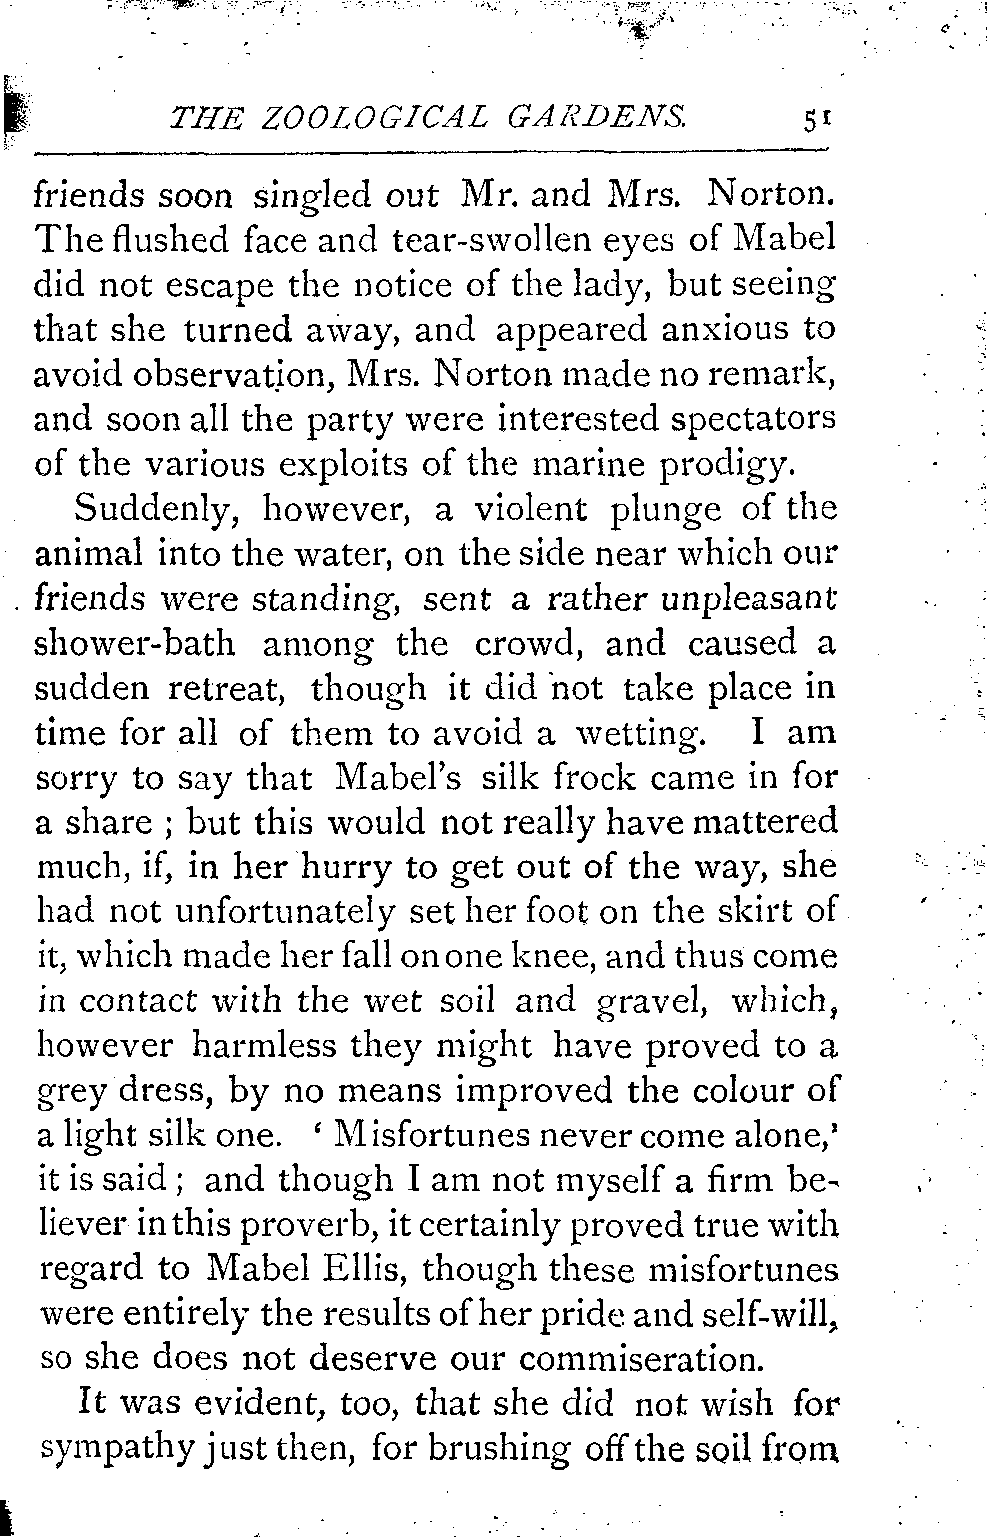 THE ZOOLOGICAL GARDENS. 51
friends soon singled out Mr. and Mrs. Norton.
The flushed face and tear-swollen eyes of Mabel
did not escape the notice of the lady, but seeing
that she turned away, and appeared anxious to
avoid observation, Mrs. Norton made no remark,
and soon all the party were interested spectators
of the various exploits of the marine prodigy.
Suddenly, however, a violent plunge of the
animal into the water, on the side near which our
friends were standing, sent a rather unpleasant
shower-bath among the crowd, and caused a
sudden retreat, though it did not take place in
time for all of them to avoid a wetting. I am
sorry to say that Mabel's silk frock came in for
a share ; but this would not really have mattered
much, if, in her hurry to get out of the way, she
had not unfortunately set her foot on the skirt of
it, which made her fall on one knee, and thus come
in contact with the wet soil and gravel, which,
however harmless they might have proved to a
grey dress, by no means improved the colour of
a light silk one. ‘ Misfortunes never come alone,’
it is said ; and though I am not myself a firm be-
liever in this proverb, it certainly proved true with
regard to Mabel Ellis, though these misfortunes
were entirely the results of her pride and self-will,
so she does not deserve our commiseration.
It was evident, too, that she did not wish for
sympathy just then, for brushing off the soil from